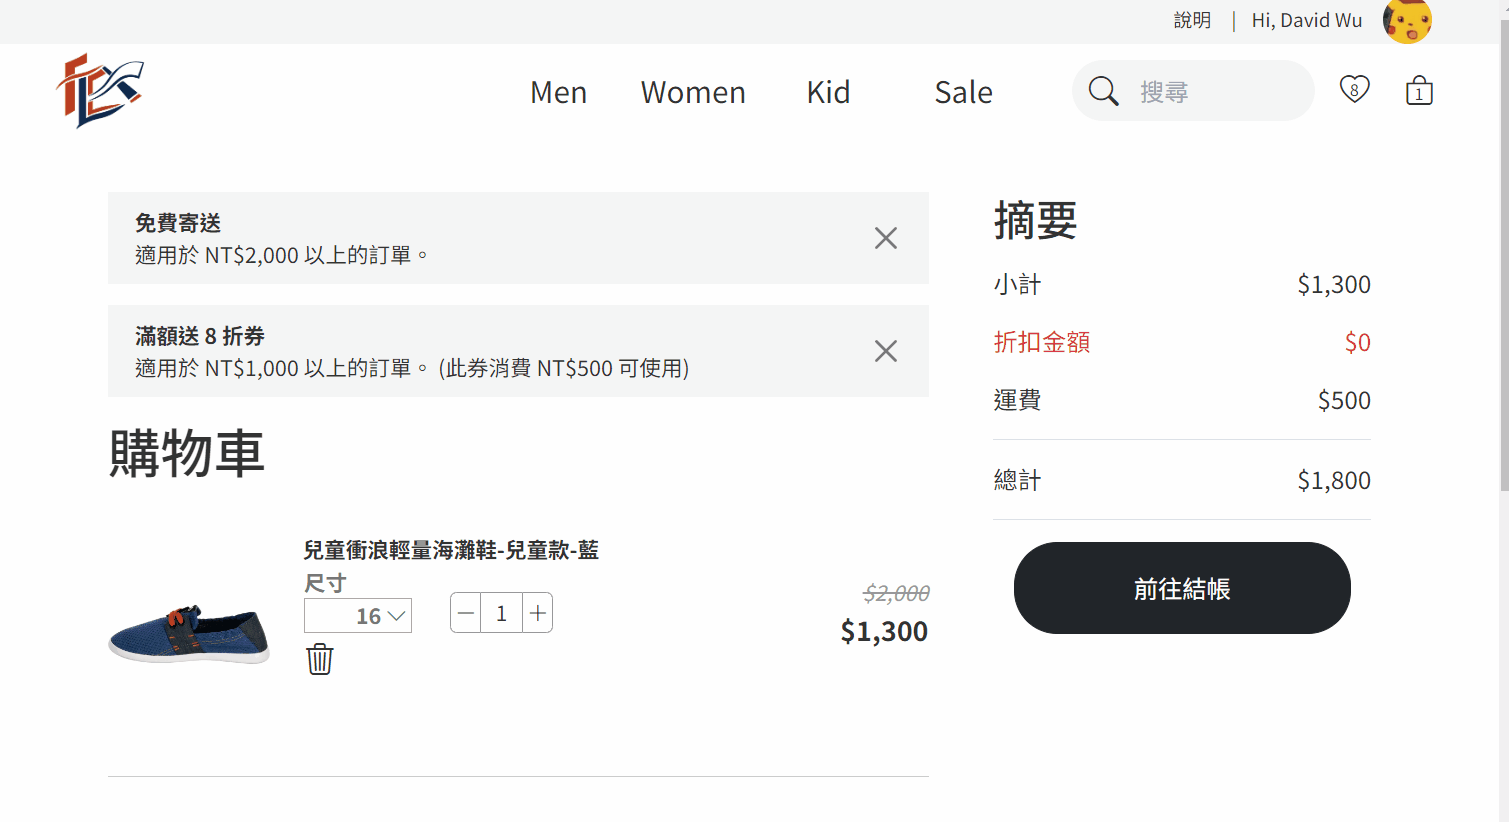 說明 | Hi, David Wu
FLC
Men Women Kid Sale 搜尋 8 1
免費寄送
適用於 NT$2,000 以上的訂單。
滿額送 8 折券
適用於 NT$1,000 以上的訂單。 (此券消費 NT$500 可使用)
購物車
兒童衝浪輕量海灘鞋-兒童款-藍
尺寸
16 1
$2,000
$1,300
摘要
小計 $1,300
折扣金額 $0
運費 $500
總計 $1,800
前往結帳